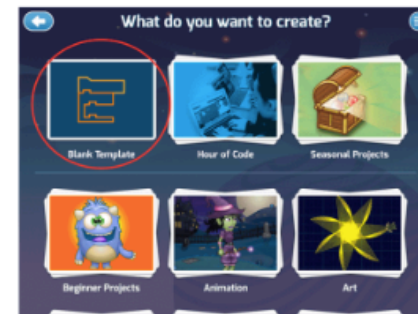 What do you want to create?
Blank Template
Hour of Code
Seasonal Projects
Beginner Projects
Animation
Art